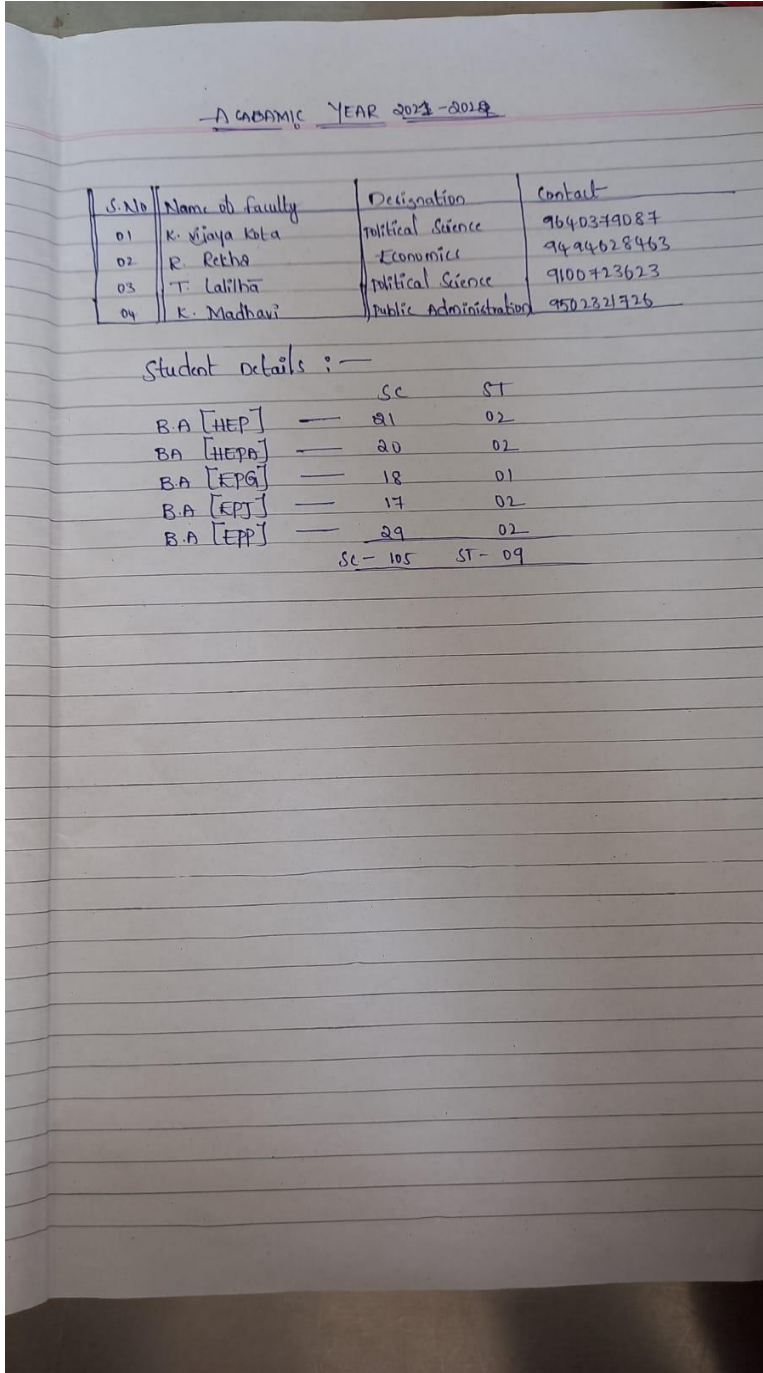 ACADAMIC YEAR 2021-2022
S.No Name of faculty Designation Contact
01 K. Vijaya Kota Political Science 9640379087
02 R. Rekha Economics 9494628463
03 T. Lalitha Political Science 9100723623
04 K. Madhavi Public Administration 9502321726
Student Details :-
SC ST
B.A [HEP] — 21 02
BA [HEPA] — 20 02
B.A [EPG] — 18 01
B.A [EPJ] — 17 02
B.A [EPP] — 29 02
SC - 105 ST - 09